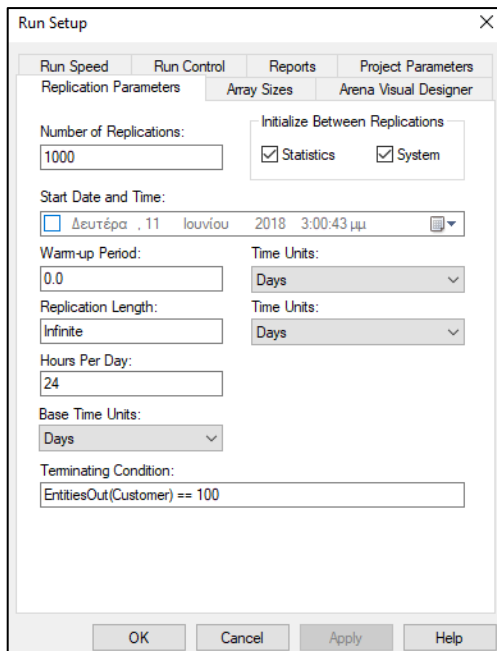 Run Setup
Run Speed Run Control Reports Project Parameters
Replication Parameters Array Sizes Arena Visual Designer
Number of Replications:
1000
Initialize Between Replications
Statistics System
Start Date and Time:
Δευτέρα , 11 Ιουνίου 2018 3:00:43 μμ
Warm-up Period: Time Units:
0.0 Days
Replication Length: Time Units:
Infinite Days
Hours Per Day:
24
Base Time Units:
Days
Terminating Condition:
EntitiesOut(Customer) == 100
OK Cancel Apply Help